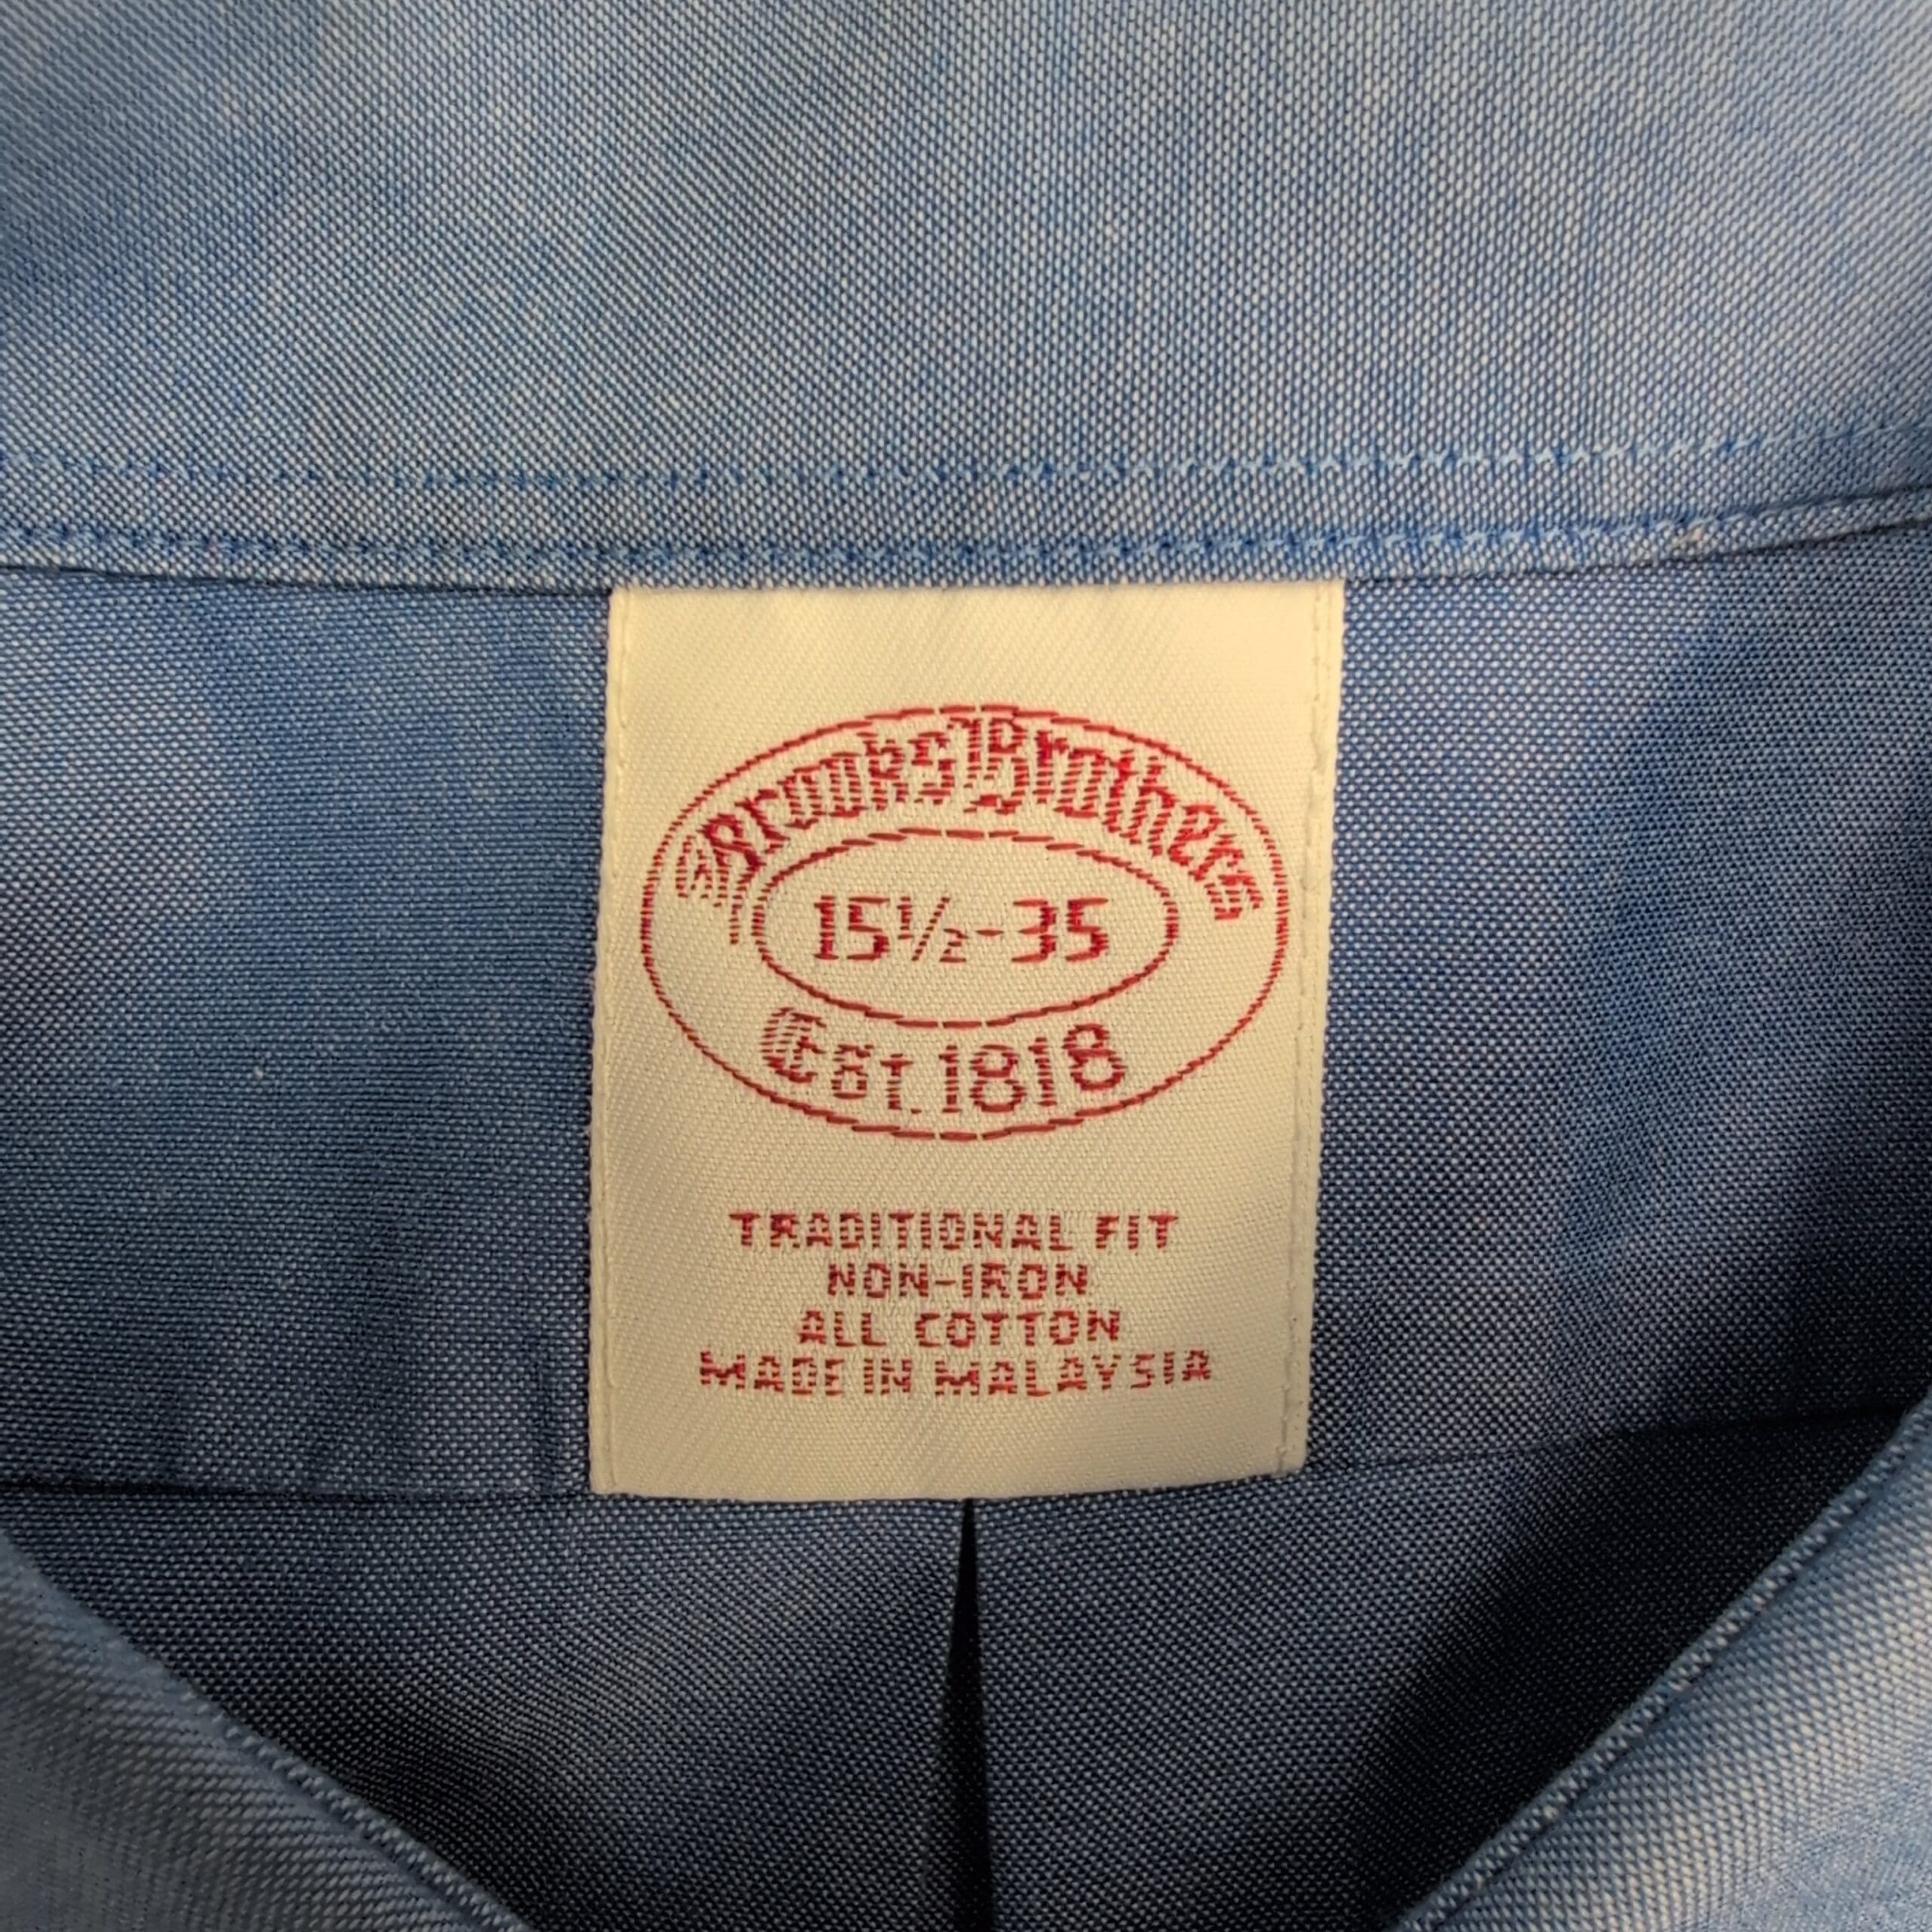 Brooks Brothers
15½-35
Est. 1818
TRADITIONAL FIT
NON-IRON
ALL COTTON
MADE IN MALAYSIA